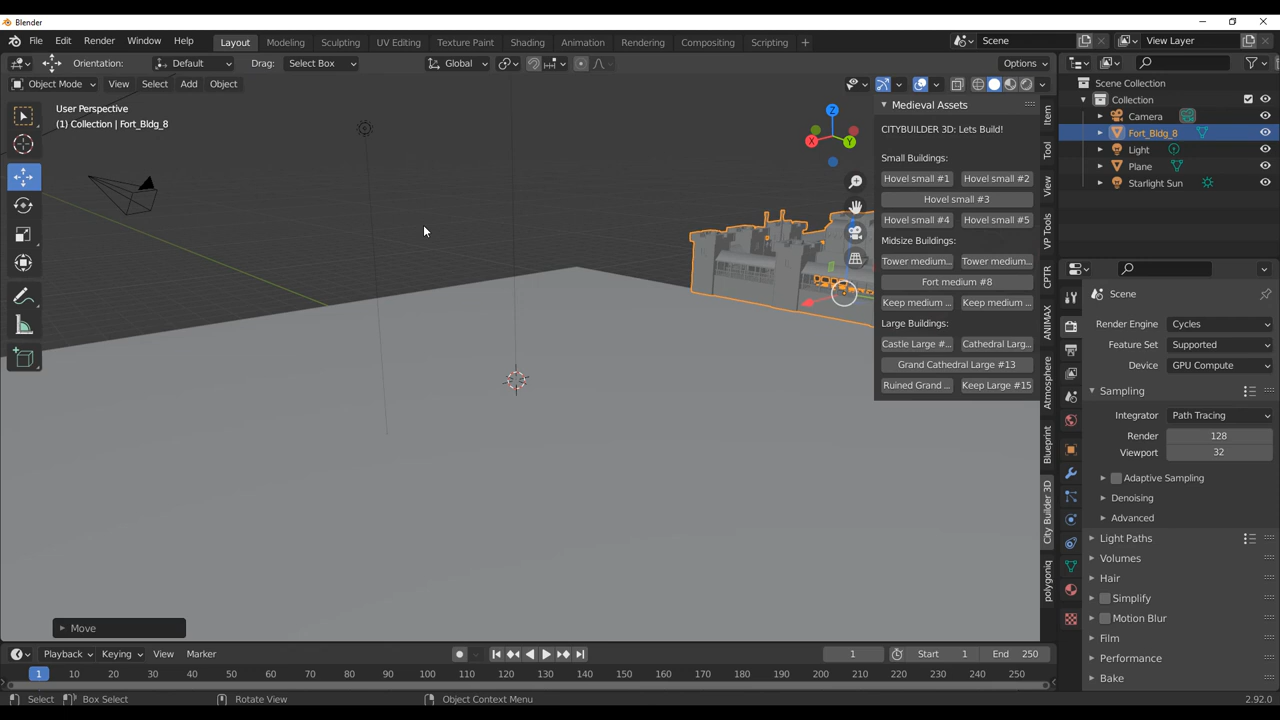 Blender
File Edit Render Window Help Layout Modeling Sculpting UV Editing Texture Paint Shading Animation Rendering Compositing Scripting + Scene View Layer
Orientation: Default Drag: Select Box Global Options
Object Mode View Select Add Object
User Perspective
(1) Collection | Fort_Bldg_8
Z
X
Y
Medieval Assets
CITYBUILDER 3D: Lets Build!
Small Buildings:
Hovel small #1 Hovel small #2
Hovel small #3
Hovel small #4 Hovel small #5
Midsize Buildings:
Tower medium... Tower medium...
Fort medium #8
Keep medium ... Keep medium ...
Large Buildings:
Castle Large #... Cathedral Larg...
Grand Cathedral Large #13
Ruined Grand ... Keep Large #15
Item
Tool
View
VP Tools
CPTR
ANIMAX
Atmosphere
Blueprint
City Builder 3D
polygoniq
Scene Collection
Collection
Camera
Fort_Bldg_8
Light
Plane
Starlight Sun
Scene
Render Engine Cycles
Feature Set Supported
Device GPU Compute
Sampling
Integrator Path Tracing
Render 128
Viewport 32
Adaptive Sampling
Denoising
Advanced
Light Paths
Volumes
Hair
Simplify
Motion Blur
Film
Performance
Bake
Move
Playback Keying View Marker 1 Start 1 End 250
1 10 20 30 40 50 60 70 80 90 100 110 120 130 140 150 160 170 180 190 200 210 220 230 240 250
Select Box Select Rotate View Object Context Menu 2.92.0